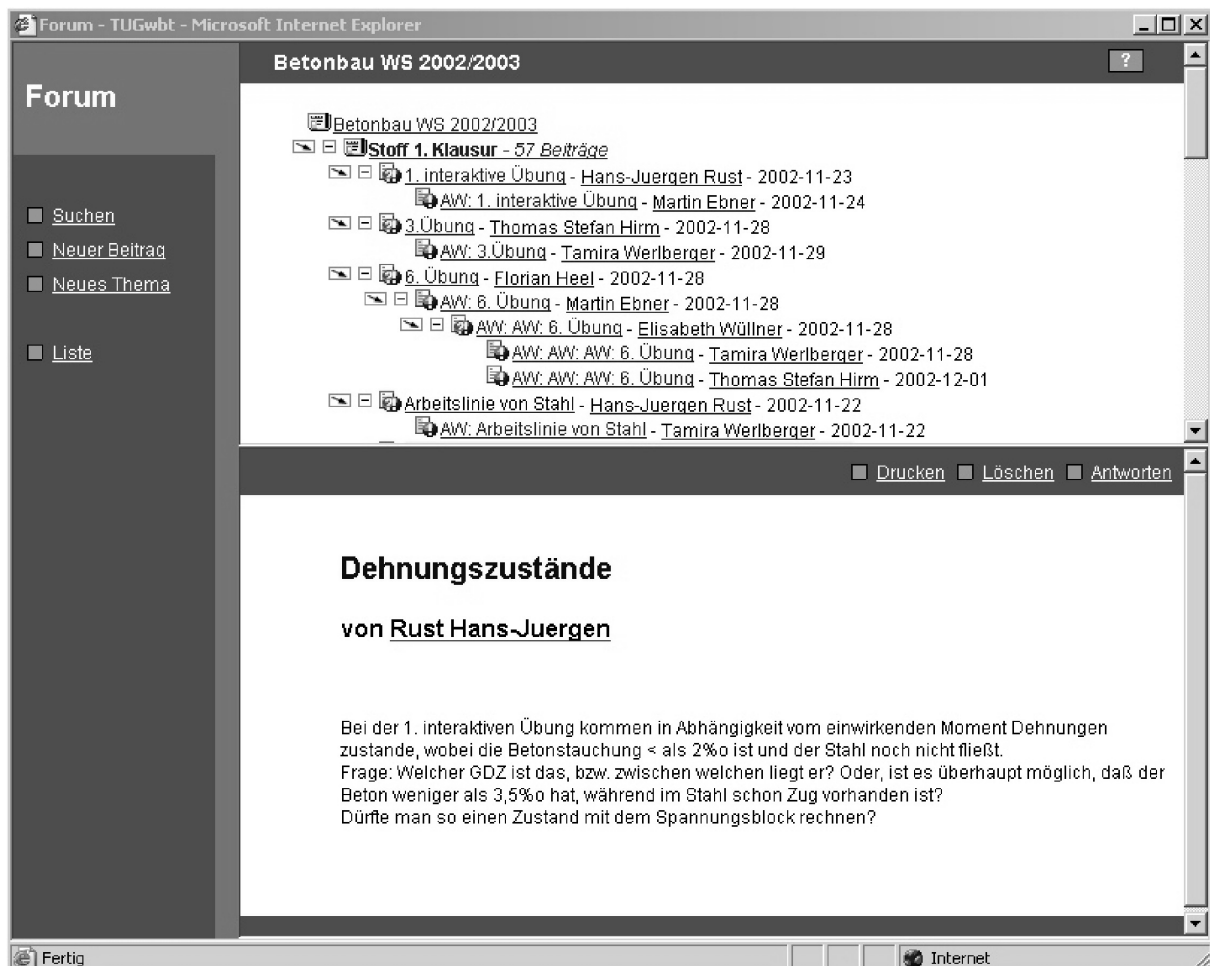 Forum - TUGwbt - Microsoft Internet Explorer
Betonbau WS 2002/2003
?
Forum
Suchen
Neuer Beitrag
Neues Thema
Liste
Betonbau WS 2002/2003
Stoff 1. Klausur - 57 Beiträge
1. interaktive Übung - Hans-Juergen Rust - 2002-11-23
AW: 1. interaktive Übung - Martin Ebner - 2002-11-24
3.Übung - Thomas Stefan Hirm - 2002-11-28
AW: 3.Übung - Tamira Werlberger - 2002-11-29
6. Übung - Florian Heel - 2002-11-28
AW: 6. Übung - Martin Ebner - 2002-11-28
AW: AW: 6. Übung - Elisabeth Wüllner - 2002-11-28
AW: AW: AW: 6. Übung - Tamira Werlberger - 2002-11-28
AW: AW: AW: 6. Übung - Thomas Stefan Hirm - 2002-12-01
Arbeitslinie von Stahl - Hans-Juergen Rust - 2002-11-22
AW: Arbeitslinie von Stahl - Tamira Werlberger - 2002-11-22
Drucken Löschen Antworten
Dehnungszustände
von Rust Hans-Juergen
Bei der 1. interaktiven Übung kommen in Abhängigkeit vom einwirkenden Moment Dehnungen
zustande, wobei die Betonstauchung < als 2%o ist und der Stahl noch nicht fließt.
Frage: Welcher GDZ ist das, bzw. zwischen welchen liegt er? Oder, ist es überhaupt möglich, daß der
Beton weniger als 3,5%o hat, während im Stahl schon Zug vorhanden ist?
Dürfte man so einen Zustand mit dem Spannungsblock rechnen?
Fertig
Internet